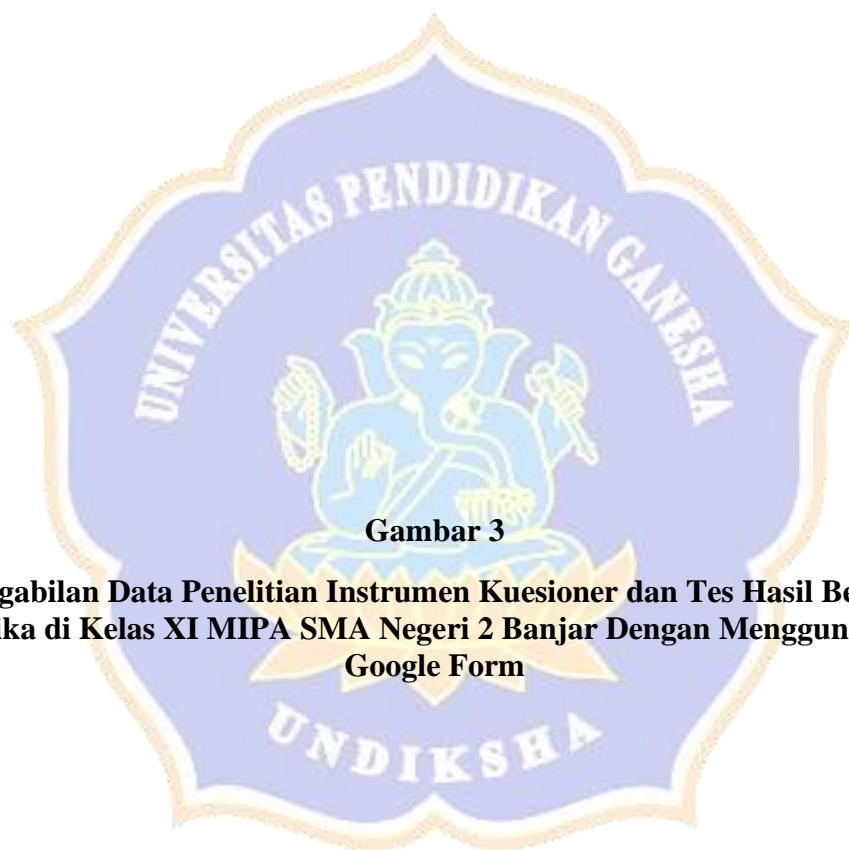 UNIVERSITAS PENDIDIKAN GANESHA
Gambar 3
gabilan Data Penelitian Instrumen Kuesioner dan Tes Hasil Be
ika di Kelas XI MIPA SMA Negeri 2 Banjar Dengan Menggun
Google Form
UNDIKSHA